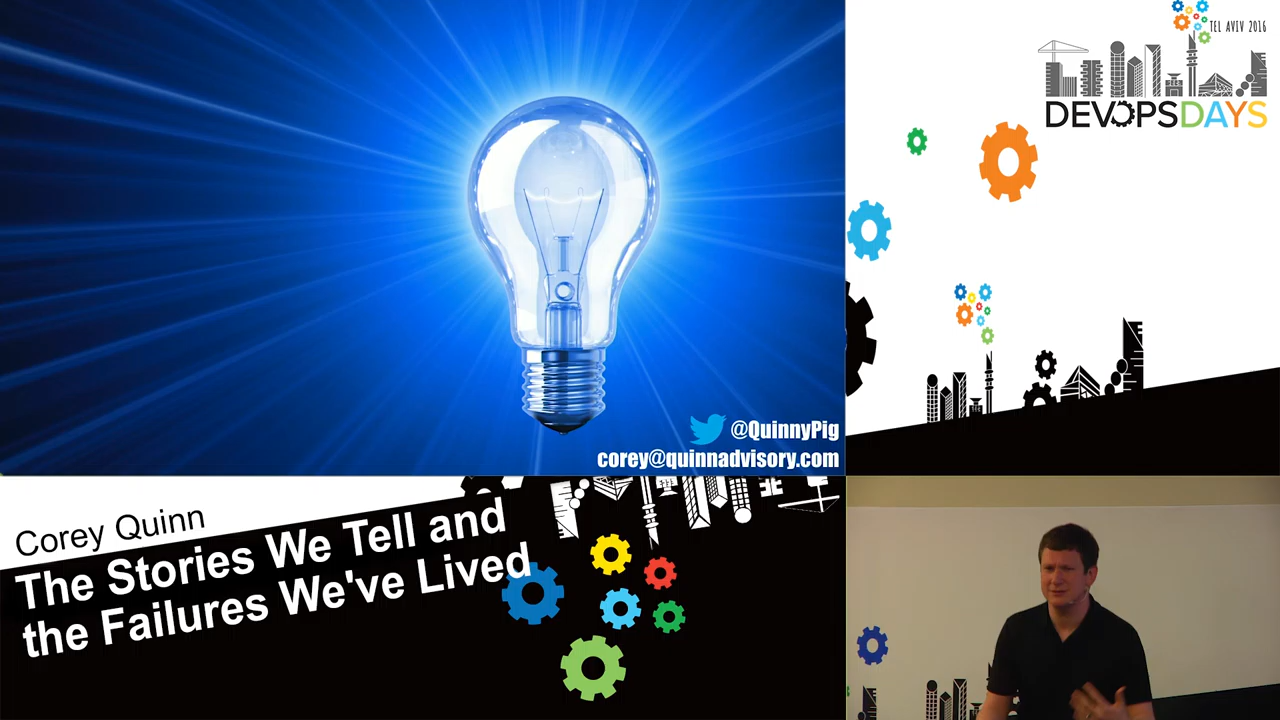 TEL AVIV 2016
DEVOPSDAYS
@QuinnyPig
corey@quinnadvisory.com
Corey Quinn
The Stories We Tell and
the Failures We've Lived